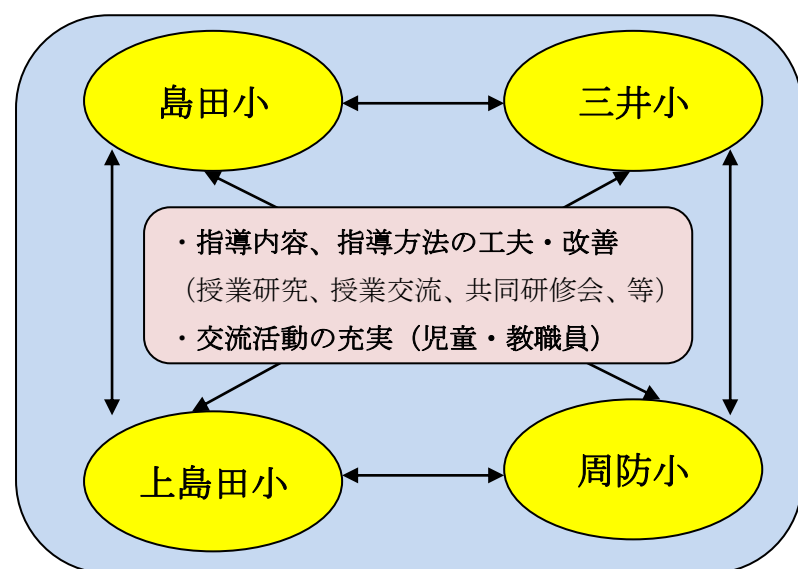 島田小
三井小
・指導内容、指導方法の工夫・改善
（授業研究、授業交流、共同研修会、等）
・交流活動の充実（児童・教職員）
上島田小
周防小